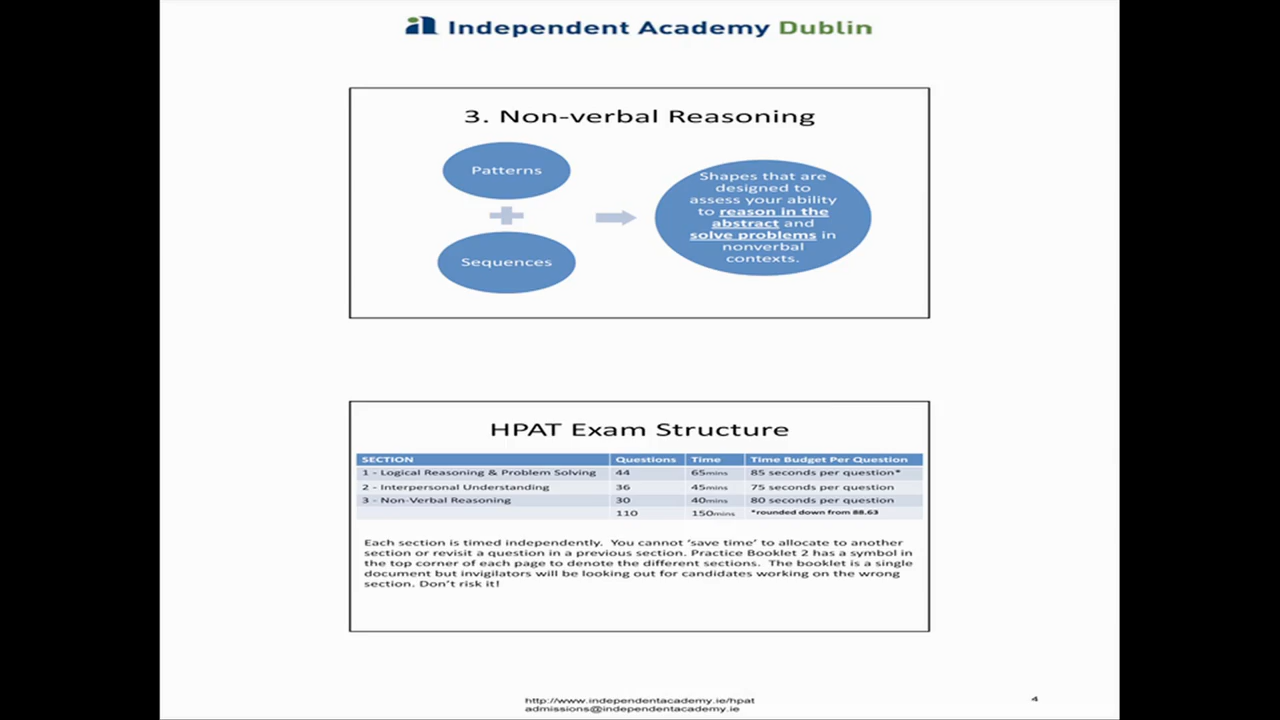 Independent Academy Dublin
3. Non-verbal Reasoning
Patterns
Sequences
Shapes that are
designed to
assess your ability
to reason in the
abstract and
solve problems in
nonverbal
contexts.
HPAT Exam Structure
SECTION Questions Time Time Budget Per Question
1 - Logical Reasoning & Problem Solving 44 65mins 85 seconds per question*
2 - Interpersonal Understanding 36 45mins 75 seconds per question
3 - Non-Verbal Reasoning 30 40mins 80 seconds per question
110 150mins *rounded down from 88.63
Each section is timed independently. You cannot 'save time' to allocate to another
section or revisit a question in a previous section. Practice Booklet 2 has a symbol in
the top corner of each page to denote the different sections. The booklet is a single
document but invigilators will be looking out for candidates working on the wrong
section. Don't risk it!
http://www.independentacademy.ie/hpat
admissions@independentacademy.ie
4